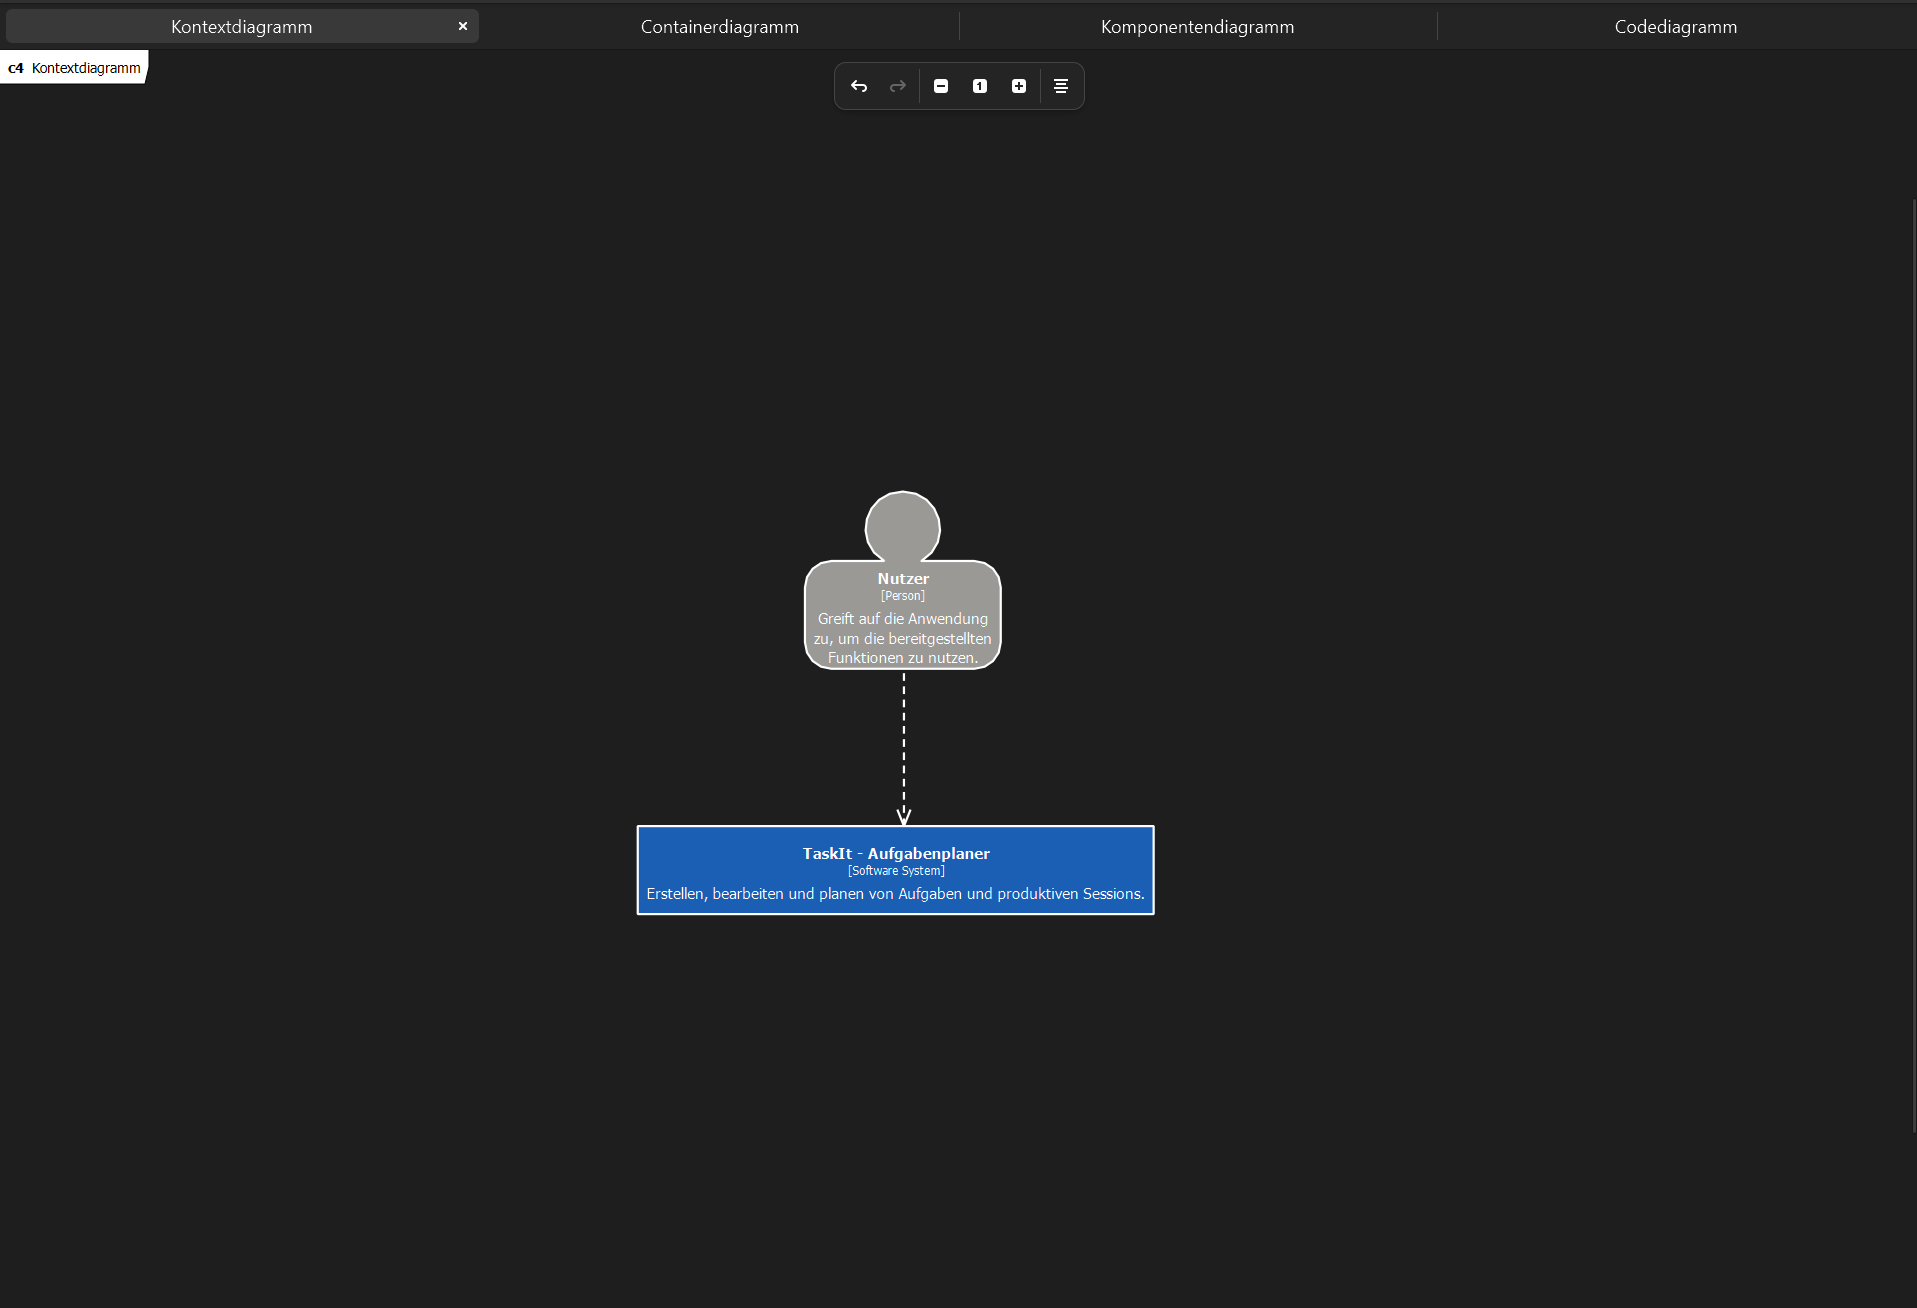 Kontextdiagramm
Containerdiagramm
Komponentendiagramm
Codediagramm
c4 Kontextdiagramm
1
Nutzer
[Person]
Greift auf die Anwendung
zu, um die bereitgestellten
Funktionen zu nutzen.
TaskIt - Aufgabenplaner
[Software System]
Erstellen, bearbeiten und planen von Aufgaben und produktiven Sessions.